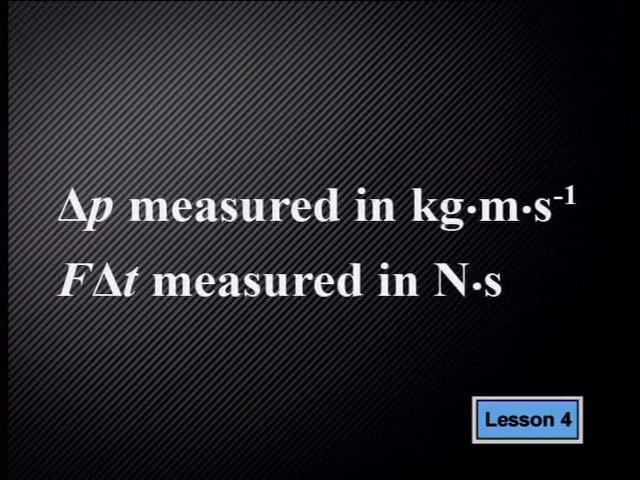 Δp measured in kg·m·s⁻¹
FΔt measured in N·s
Lesson 4